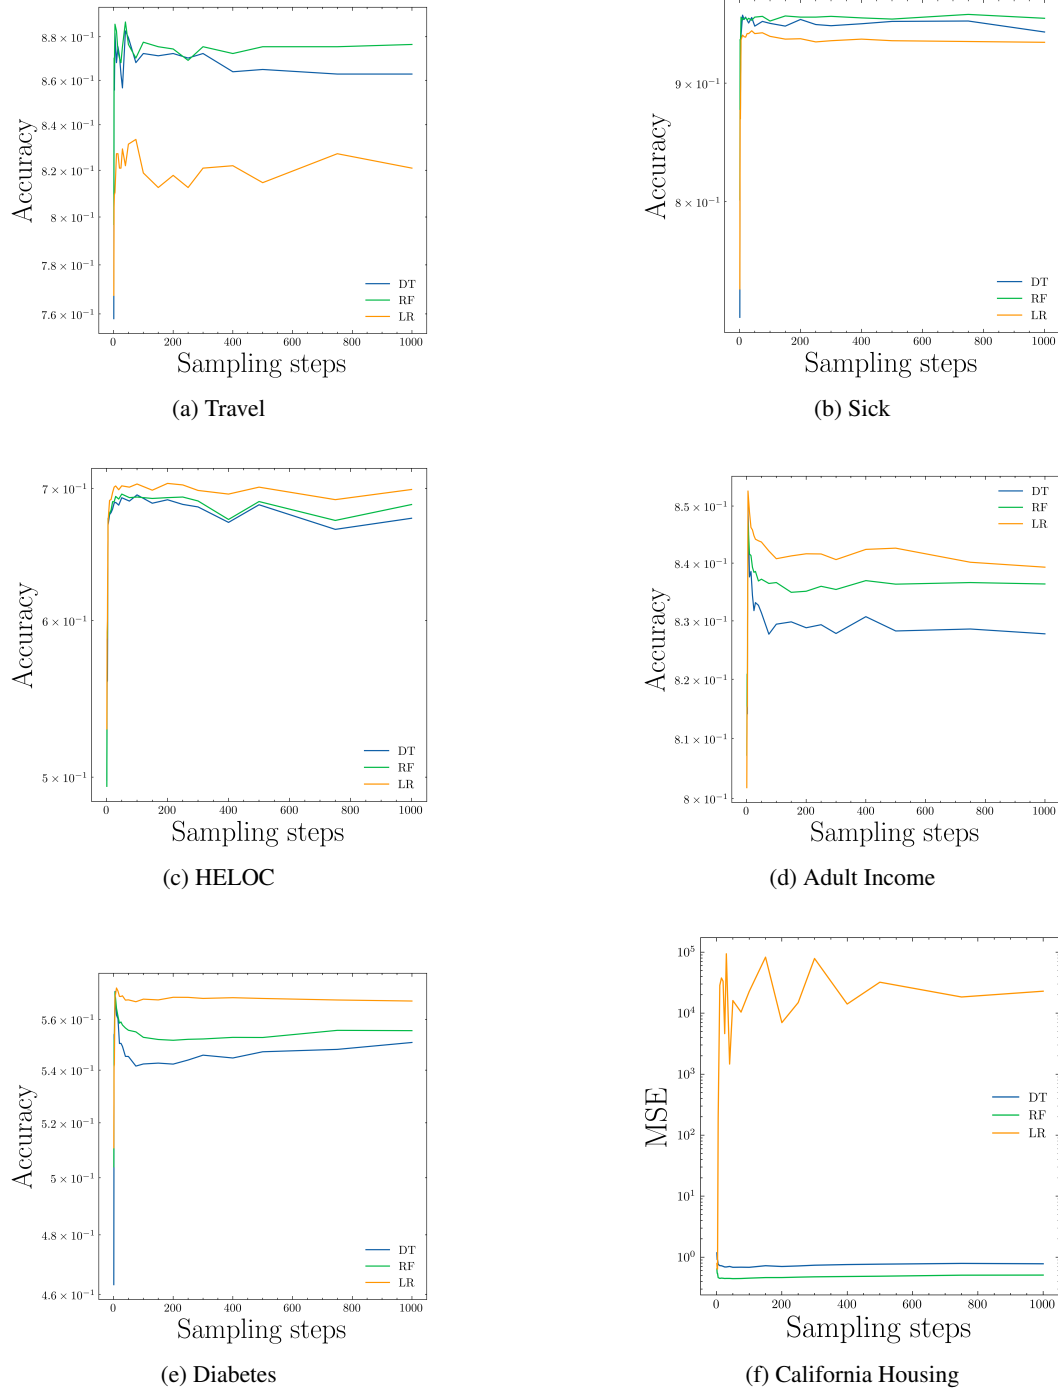 8.8 × 10⁻¹
8.6 × 10⁻¹
8.4 × 10⁻¹
8.2 × 10⁻¹
8 × 10⁻¹
7.8 × 10⁻¹
7.6 × 10⁻¹
Accuracy
DT
RF
LR
0 200 400 600 800 1000
Sampling steps
(a) Travel
9 × 10⁻¹
8 × 10⁻¹
Accuracy
DT
RF
LR
0 200 400 600 800 1000
Sampling steps
(b) Sick
7 × 10⁻¹
6 × 10⁻¹
5 × 10⁻¹
Accuracy
DT
RF
LR
0 200 400 600 800 1000
Sampling steps
(c) HELOC
8.5 × 10⁻¹
8.4 × 10⁻¹
8.3 × 10⁻¹
8.2 × 10⁻¹
8.1 × 10⁻¹
8 × 10⁻¹
Accuracy
DT
RF
LR
0 200 400 600 800 1000
Sampling steps
(d) Adult Income
5.6 × 10⁻¹
5.4 × 10⁻¹
5.2 × 10⁻¹
5 × 10⁻¹
4.8 × 10⁻¹
4.6 × 10⁻¹
Accuracy
DT
RF
LR
0 200 400 600 800 1000
Sampling steps
(e) Diabetes
10⁵
10⁴
10³
10²
10¹
10⁰
MSE
DT
RF
LR
0 200 400 600 800 1000
Sampling steps
(f) California Housing